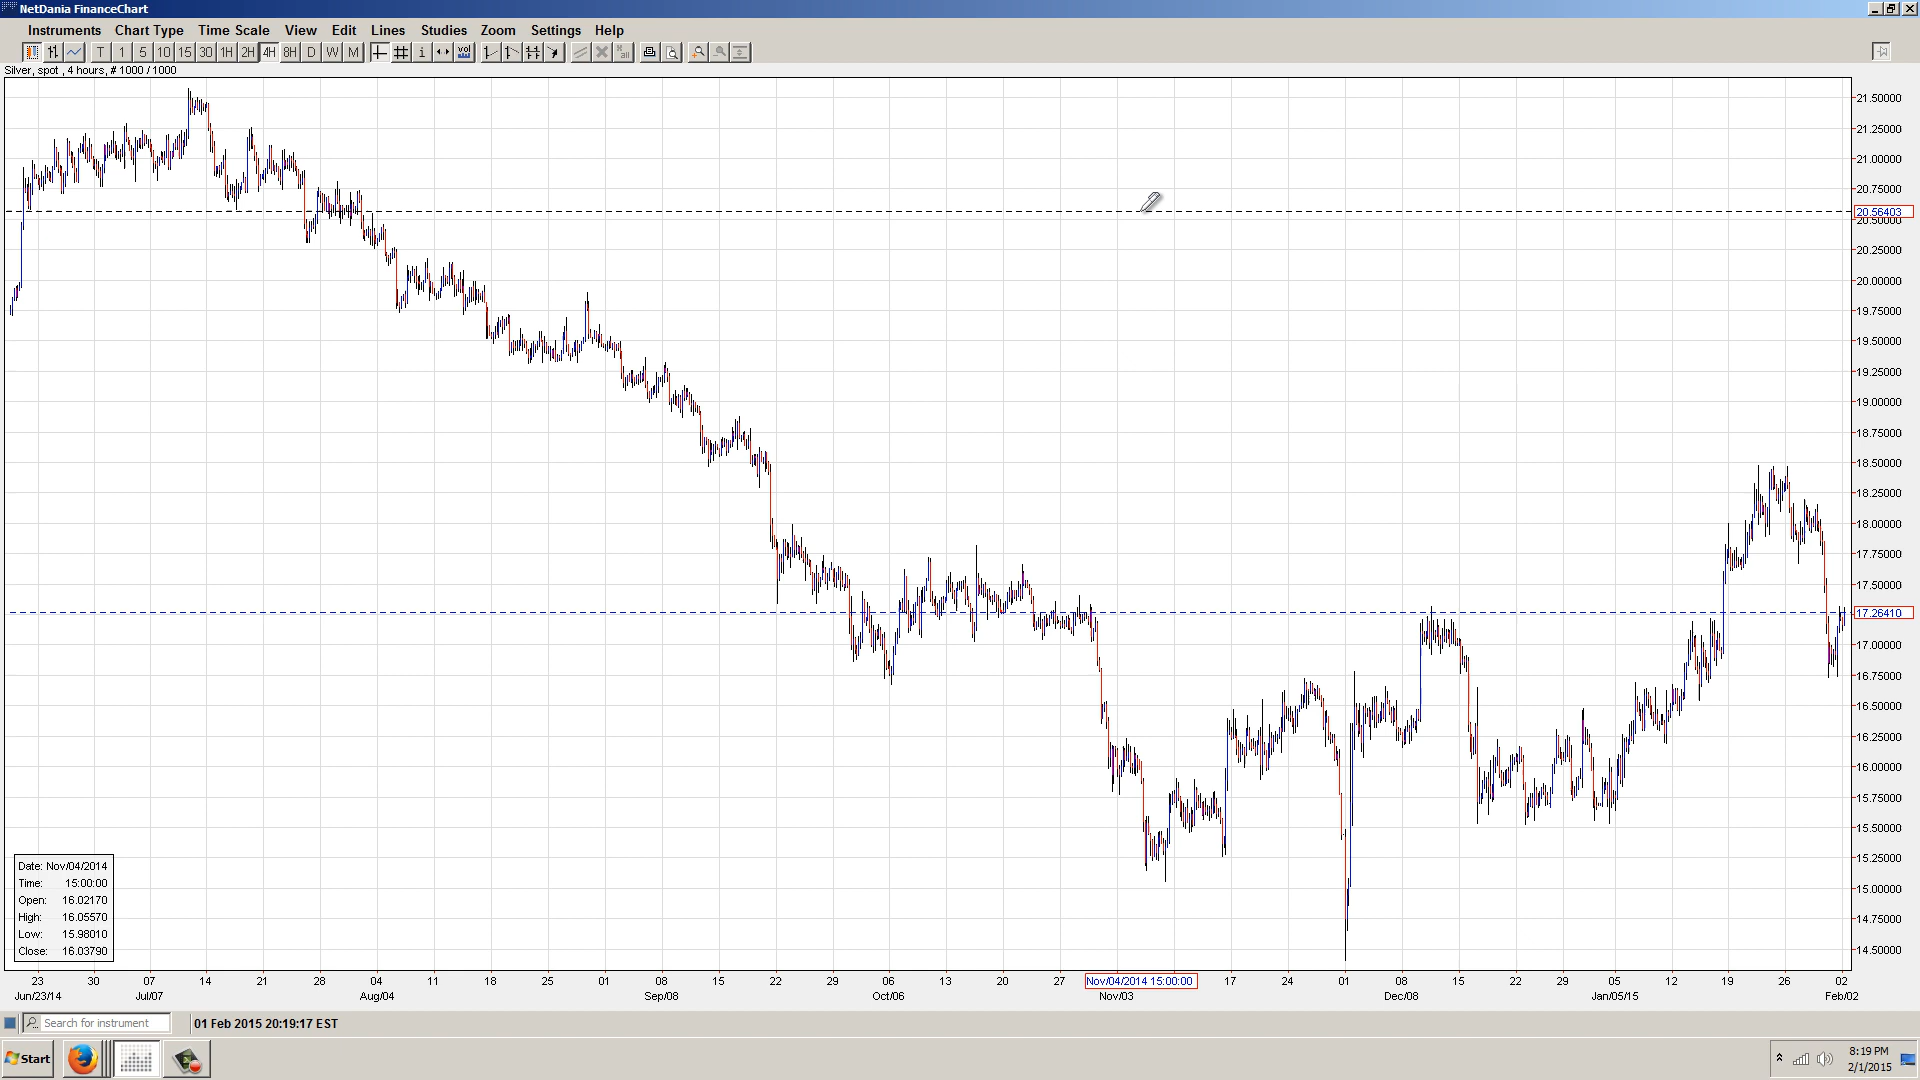 NetDania FinanceChart
Instruments Chart Type Time Scale View Edit Lines Studies Zoom Settings Help
T 1 5 10 15 30 1H 2H 4H 8H D W M i vol all
Silver, spot , 4 hours, # 1000 / 1000
21.50000
21.25000
21.00000
20.75000
20.56403
20.50000
20.25000
20.00000
19.75000
19.50000
19.25000
19.00000
18.75000
18.50000
18.25000
18.00000
17.75000
17.50000
17.26410
17.00000
16.75000
16.50000
16.25000
16.00000
15.75000
15.50000
15.25000
15.00000
14.75000
14.50000
Date: Nov/04/2014
Time: 15:00:00
Open: 16.02170
High: 16.05570
Low: 15.98010
Close: 16.03790
23 30 07 14 21 28 04 11 18 25 01 08 15 22 29 06 13 20 27 Nov/04/2014 15:00:00 17 24 01 08 15 22 29 05 12 19 26 02
Jun/23/14 Jul/07 Aug/04 Sep/08 Oct/06 Nov/03 Dec/08 Jan/05/15 Feb/02
Search for instrument 01 Feb 2015 20:19:17 EST
Start 8:19 PM
2/1/2015